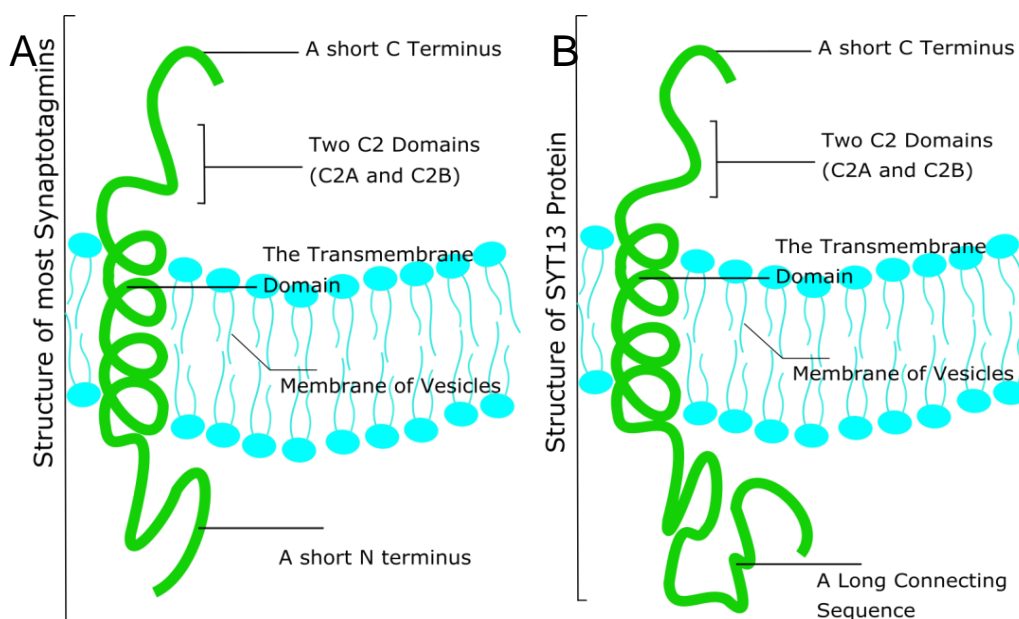 A
Structure of most Synaptotagmins
A short C Terminus
Two C2 Domains
(C2A and C2B)
The Transmembrane
Domain
Membrane of Vesicles
A short N terminus
B
Structure of SYT13 Protein
A short C Terminus
Two C2 Domains
(C2A and C2B)
The Transmembrane
Domain
Membrane of Vesicles
A Long Connecting
Sequence